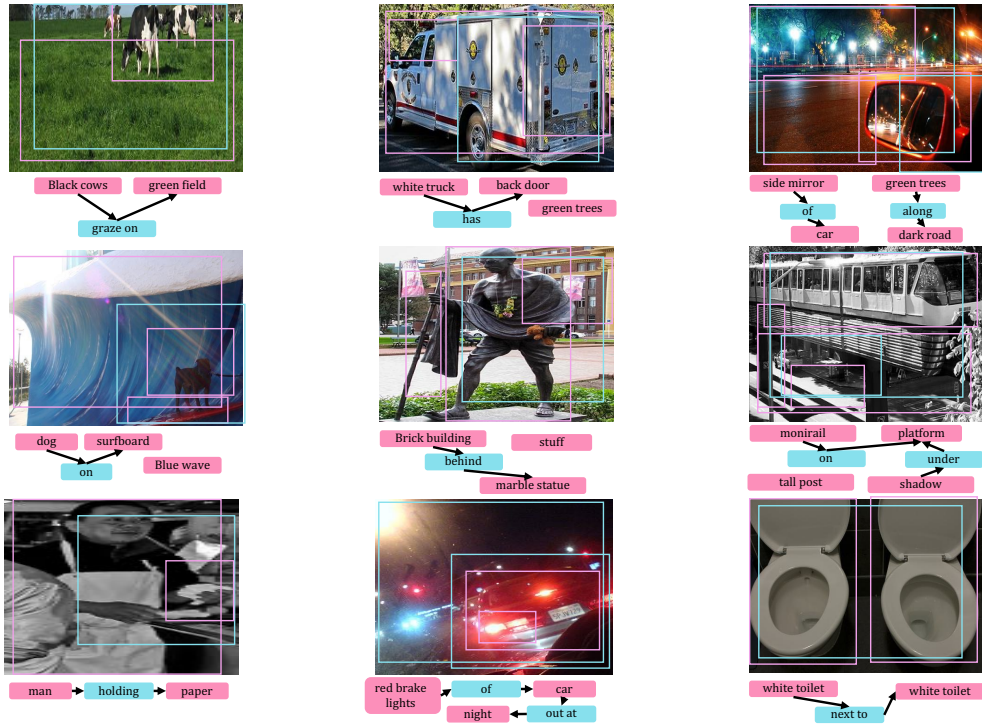 Black cows
green field
graze on
white truck
back door
has
green trees
side mirror
green trees
of
along
car
dark road
dog
surfboard
on
Blue wave
Brick building
stuff
behind
marble statue
monirail
platform
on
under
tall post
shadow
man
holding
paper
red brake
lights
of
car
night
out at
white toilet
white toilet
next to